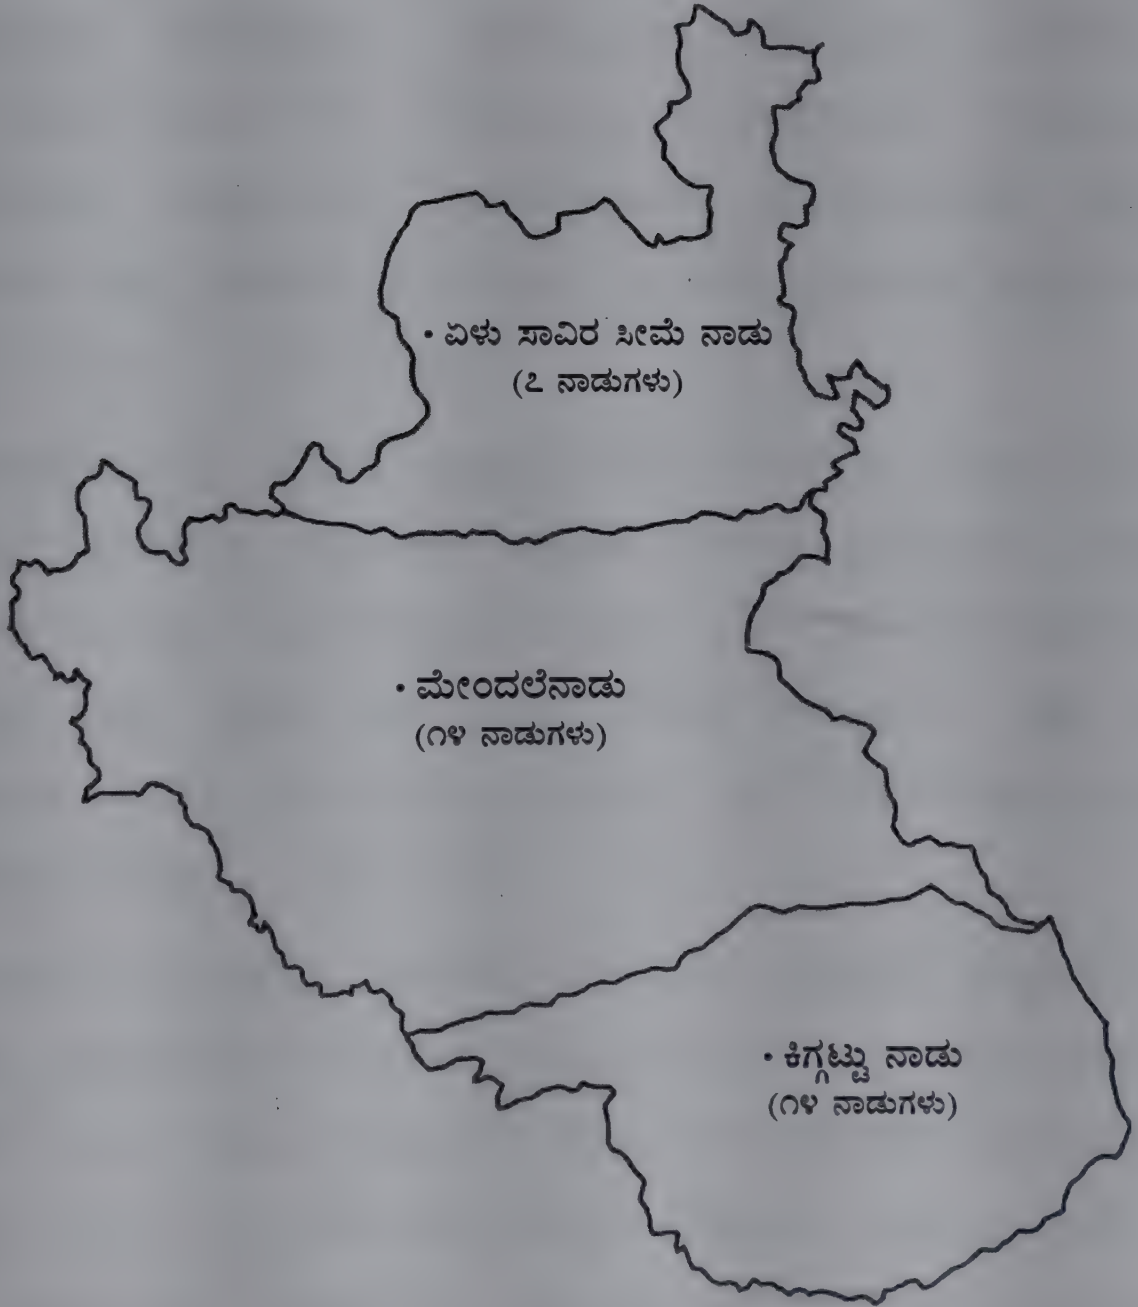 • ಏಳು ಸಾವಿರ ಸೀಮೆ ನಾಡು
(೭ ನಾಡುಗಳು)
• ಮೇಂದಲೆನಾಡು
(೧೪ ನಾಡುಗಳು)
• ಕಿಗ್ಗಟ್ಟು ನಾಡು
(೧೪ ನಾಡುಗಳು)